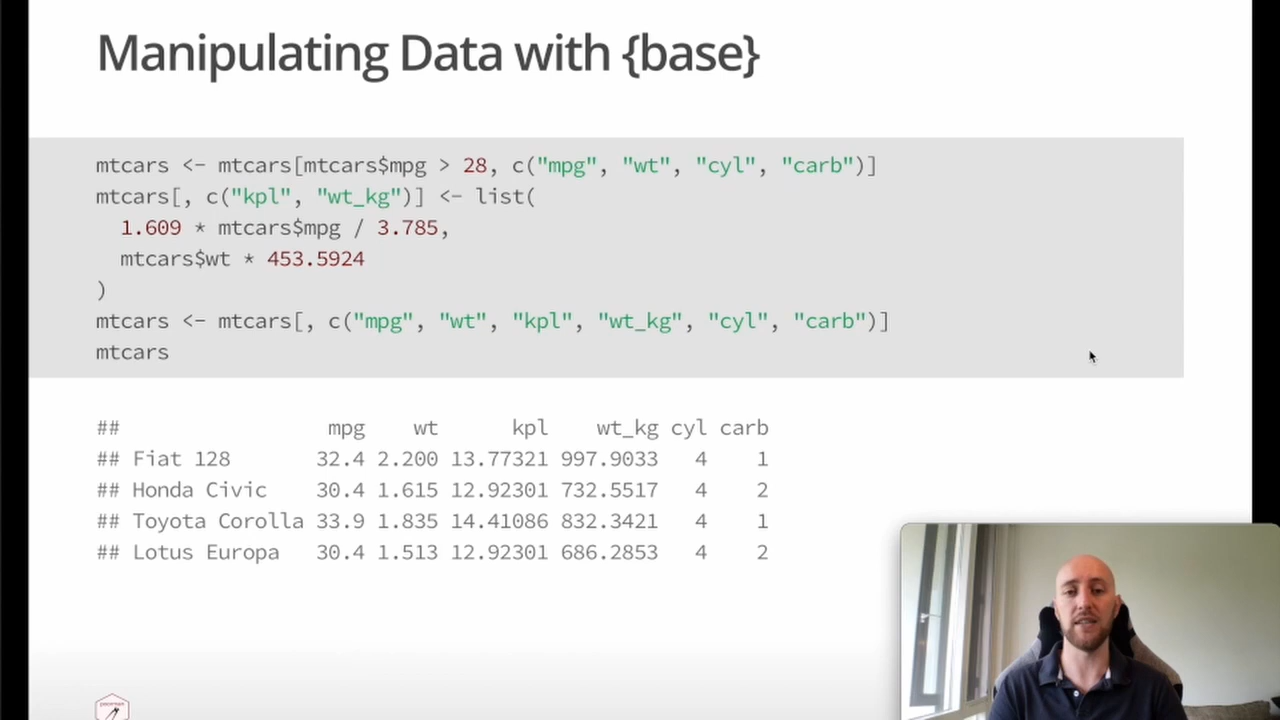 Manipulating Data with {base}
mtcars <- mtcars[mtcars$mpg > 28, c("mpg", "wt", "cyl", "carb")]
mtcars[, c("kpl", "wt_kg")] <- list(
  1.609 * mtcars$mpg / 3.785,
  mtcars$wt * 453.5924
)
mtcars <- mtcars[, c("mpg", "wt", "kpl", "wt_kg", "cyl", "carb")]
mtcars
##                 mpg    wt      kpl    wt_kg cyl carb
## Fiat 128       32.4 2.200 13.77321 997.9033   4    1
## Honda Civic    30.4 1.615 12.92301 732.5517   4    2
## Toyota Corolla 33.9 1.835 14.41086 832.3421   4    1
## Lotus Europa   30.4 1.513 12.92301 686.2853   4    2
poorman